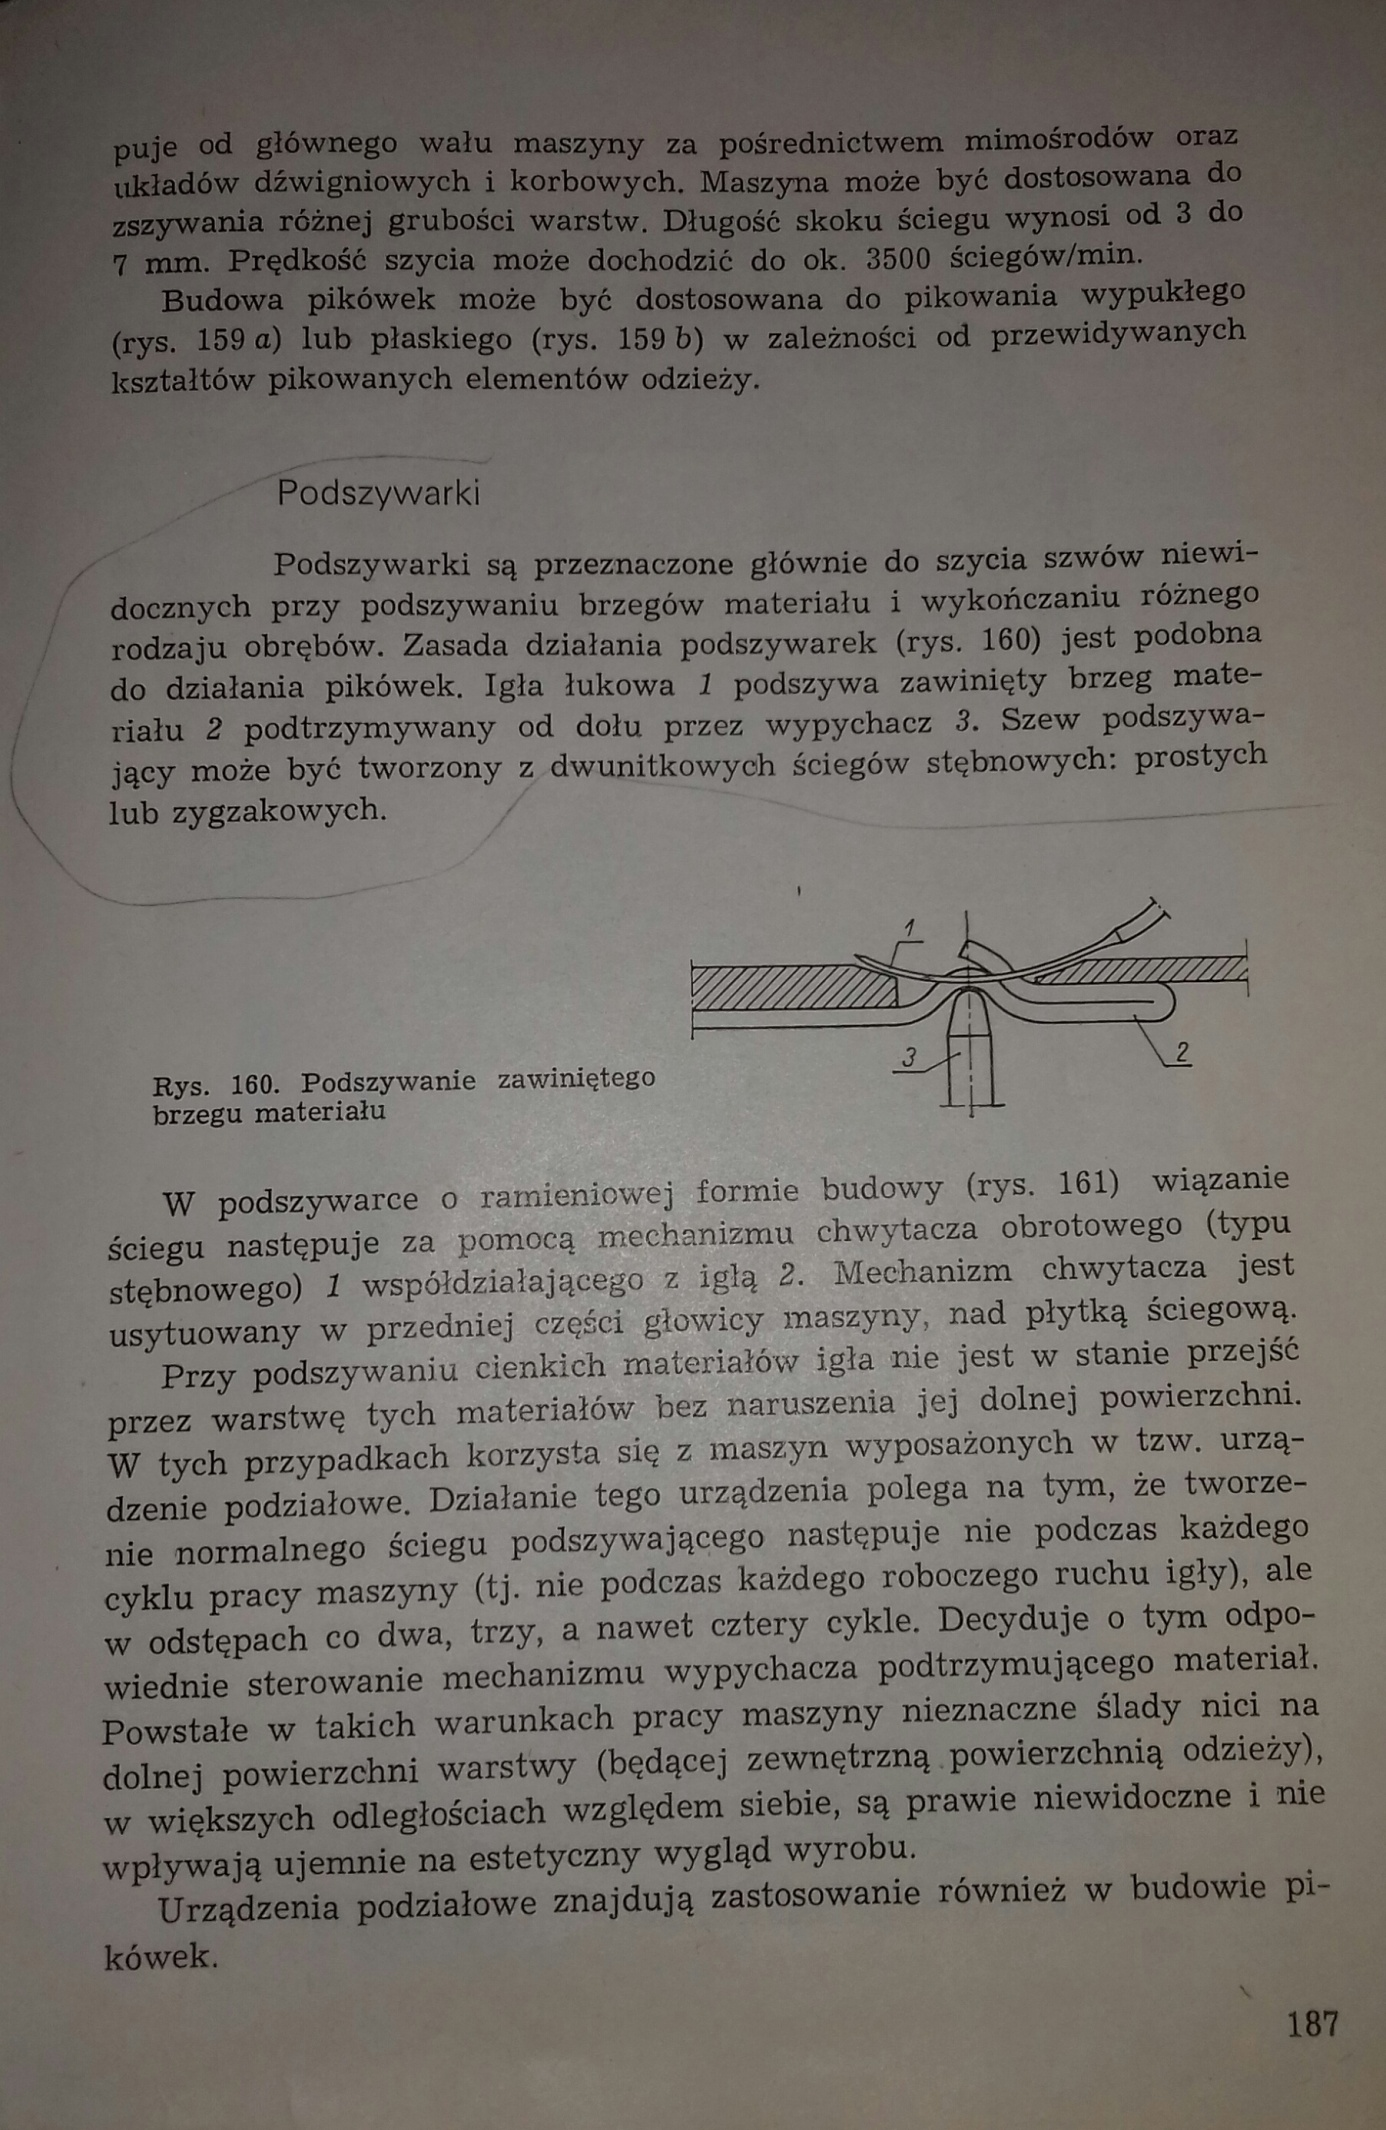 puje od głównego wału maszyny za pośrednictwem mimośrodów oraz
układów dźwigniowych i korbowych. Maszyna może być dostosowana do
zszywania różnej grubości warstw. Długość skoku ściegu wynosi od 3 do
7 mm. Prędkość szycia może dochodzić do ok. 3500 ściegów/min.
Budowa pikówek może być dostosowana do pikowania wypukłego
(rys. 159 a) lub płaskiego (rys. 159 b) w zależności od przewidywanych
kształtów pikowanych elementów odzieży.
Podszywarki
Podszywarki są przeznaczone głównie do szycia szwów niewi-
docznych przy podszywaniu brzegów materiału i wykończaniu różnego
rodzaju obrębów. Zasada działania podszywarek (rys. 160) jest podobna
do działania pikówek. Igła łukowa 1 podszywa zawinięty brzeg mate-
riału 2 podtrzymywany od dołu przez wypychacz 3. Szew podszywa-
jący może być tworzony z dwunitkowych ściegów stębnowych: prostych
lub zygzakowych.
1
3
2
Rys. 160. Podszywanie zawiniętego
brzegu materiału
W podszywarce o ramieniowej formie budowy (rys. 161) wiązanie
ściegu następuje za pomocą mechanizmu chwytacza obrotowego (typu
stębnowego) 1 współdziałającego z igłą 2. Mechanizm chwytacza jest
usytuowany w przedniej części głowicy maszyny, nad płytką ściegową.
Przy podszywaniu cienkich materiałów igła nie jest w stanie przejść
przez warstwę tych materiałów bez naruszenia jej dolnej powierzchni.
W tych przypadkach korzysta się z maszyn wyposażonych w tzw. urzą-
dzenie podziałowe. Działanie tego urządzenia polega na tym, że tworze-
nie normalnego ściegu podszywającego następuje nie podczas każdego
cyklu pracy maszyny (tj. nie podczas każdego roboczego ruchu igły), ale
w odstępach co dwa, trzy, a nawet cztery cykle. Decyduje o tym odpo-
wiednie sterowanie mechanizmu wypychacza podtrzymującego materiał.
Powstałe w takich warunkach pracy maszyny nieznaczne ślady nici na
dolnej powierzchni warstwy (będącej zewnętrzną powierzchnią odzieży),
w większych odległościach względem siebie, są prawie niewidoczne i nie
wpływają ujemnie na estetyczny wygląd wyrobu.
Urządzenia podziałowe znajdują zastosowanie również w budowie pi-
kówek.
187